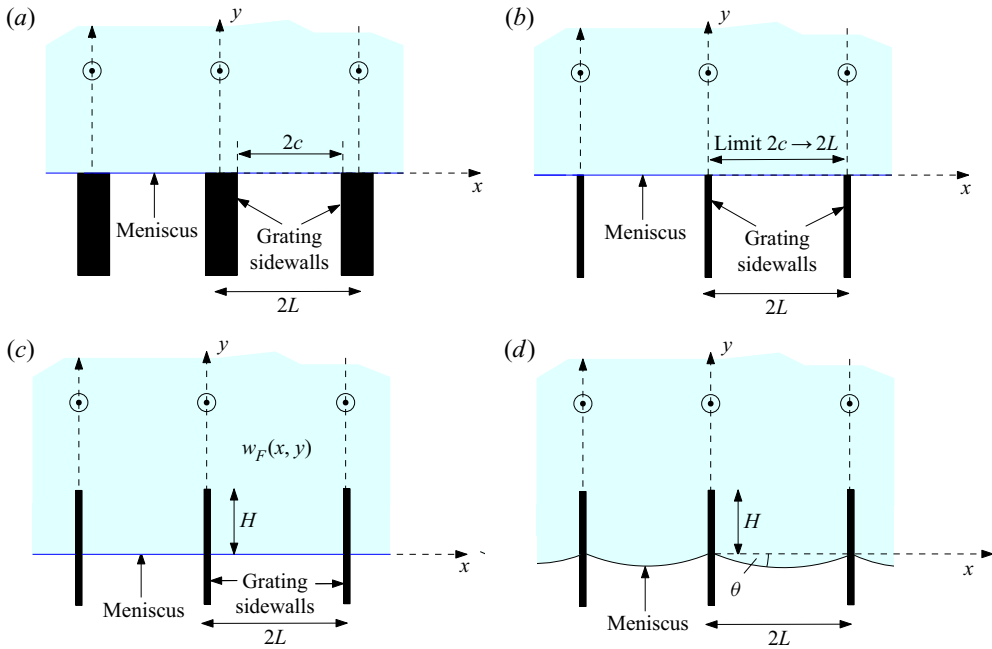 (a)
y
2c
x
Meniscus
Grating
sidewalls
2L
(b)
y
Limit 2c → 2L
x
Meniscus
Grating
sidewalls
2L
(c)
y
w_F(x, y)
H
x
Grating
sidewalls
Meniscus
2L
(d)
y
H
x
θ
Meniscus
2L